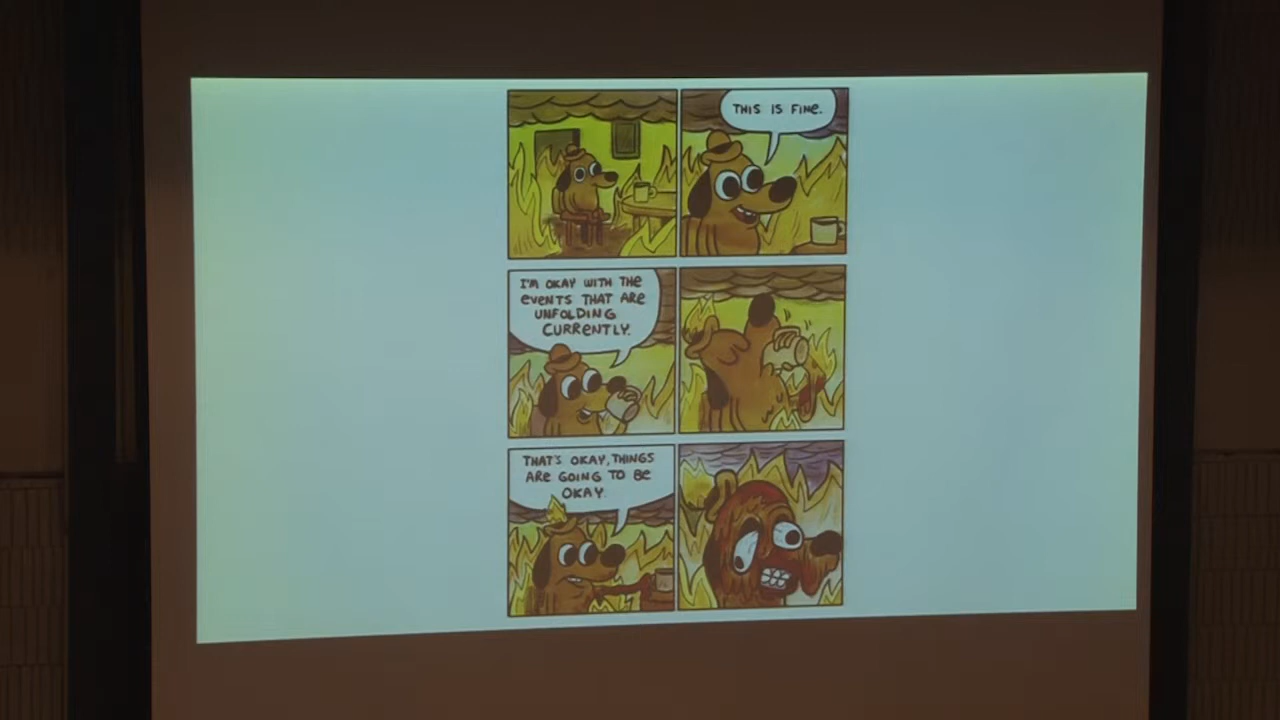 THIS IS FINE.
I'M OKAY WITH THE
EVENTS THAT ARE
UNFOLDING
CURRENTLY.
THAT'S OKAY, THINGS
ARE GOING TO BE
OKAY.